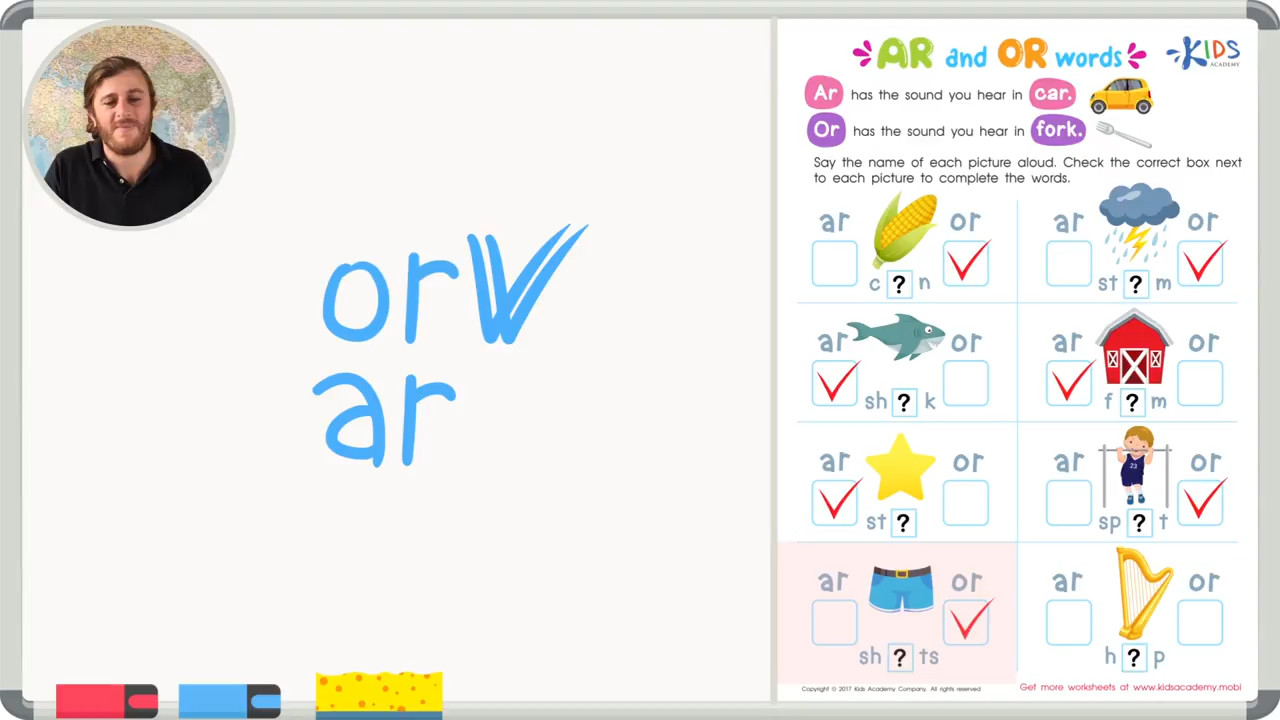 or
ar
AR and OR words
KIDS
ACADEMY
Ar has the sound you hear in car.
Or has the sound you hear in fork.
Say the name of each picture aloud. Check the correct box next
to each picture to complete the words.
ar or
c ? n
ar or
st ? m
ar or
sh ? k
ar or
f ? m
ar or
st ?
ar or
23
sp ? t
ar or
sh ? ts
ar or
h ? p
Copyright © 2017 Kids Academy Company. All rights reserved
Get more worksheets at www.kidsacademy.mobi